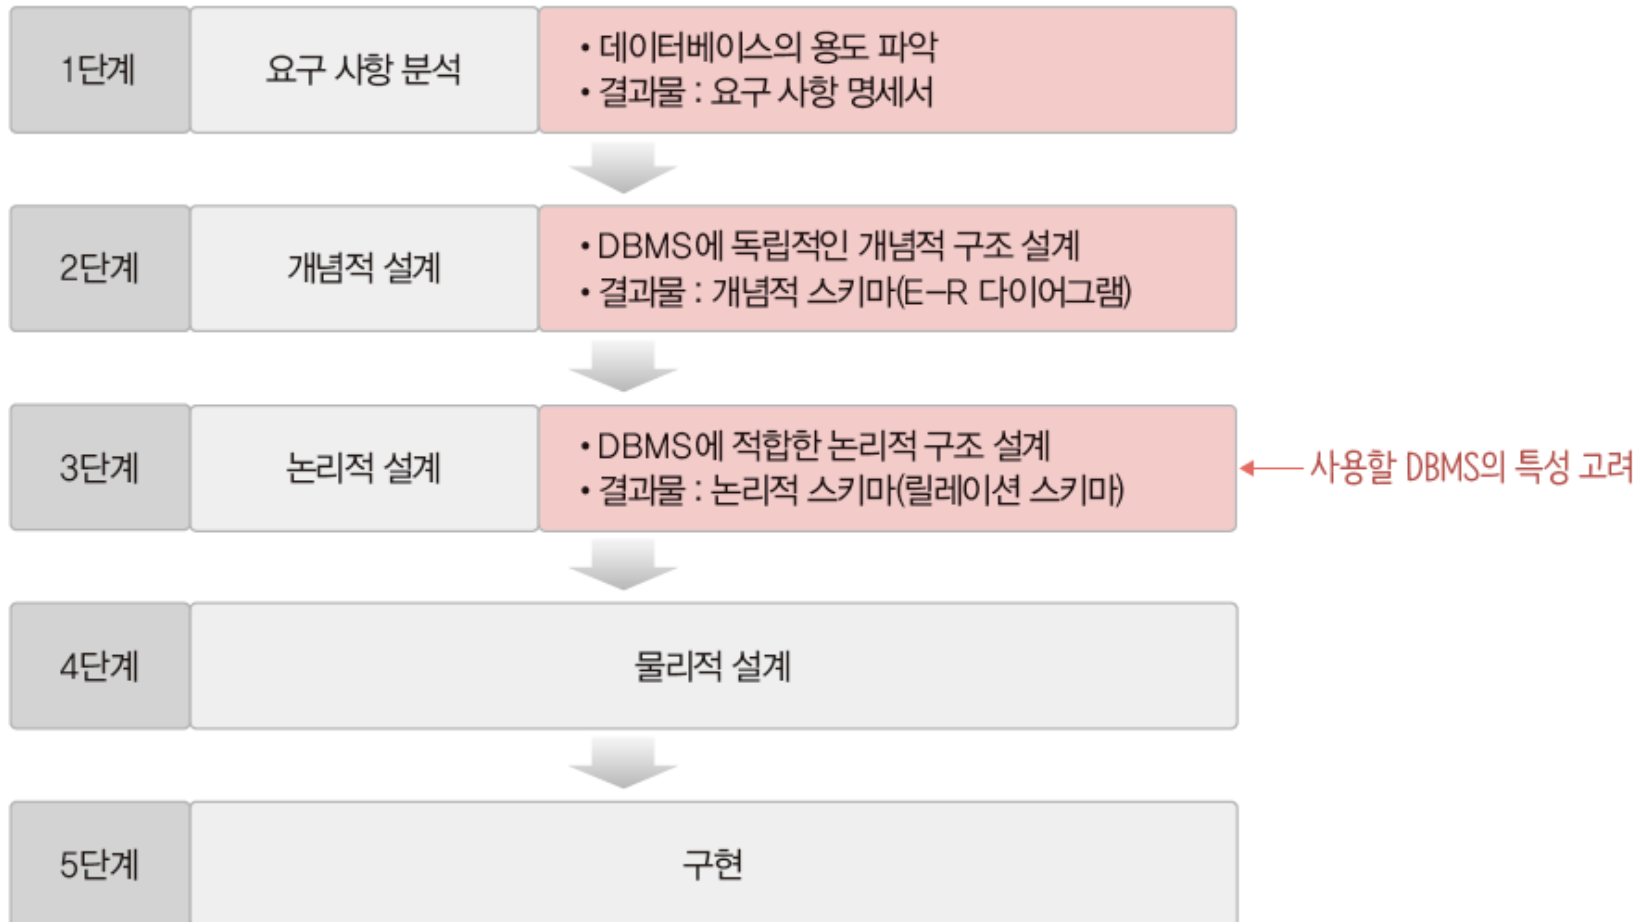 1단계
요구 사항 분석
• 데이터베이스의 용도 파악
• 결과물 : 요구 사항 명세서
2단계
개념적 설계
• DBMS에 독립적인 개념적 구조 설계
• 결과물 : 개념적 스키마(E-R 다이어그램)
3단계
논리적 설계
• DBMS에 적합한 논리적 구조 설계
• 결과물 : 논리적 스키마(릴레이션 스키마)
사용할 DBMS의 특성 고려
4단계
물리적 설계
5단계
구현